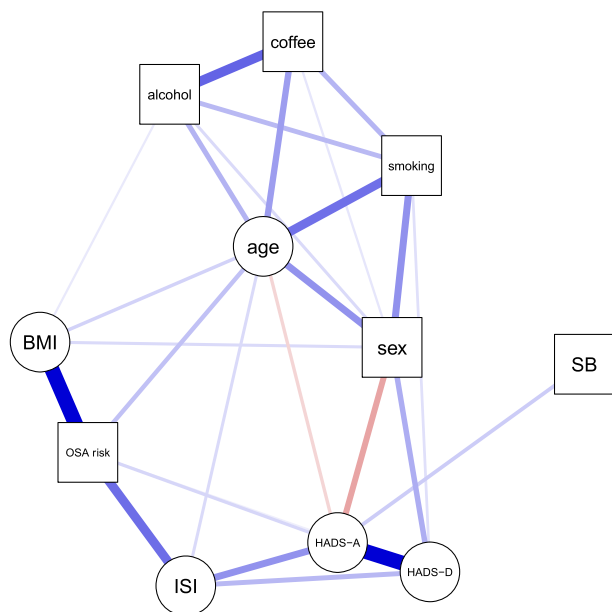 coffee
alcohol
smoking
age
BMI
sex
SB
OSA risk
HADS−A
HADS−D
ISI